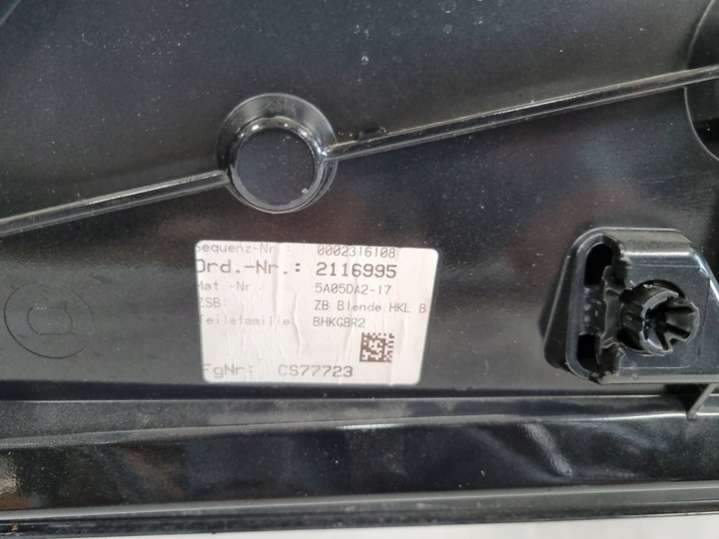 Sequenz-Nr.: 0002316108
Ord.-Nr.: 2116995
Mat.-Nr. 5A05DA2-17
ZSB: ZB Blende HKL B
Teilefamilie: BHKGBR2
FgNr: CS77723